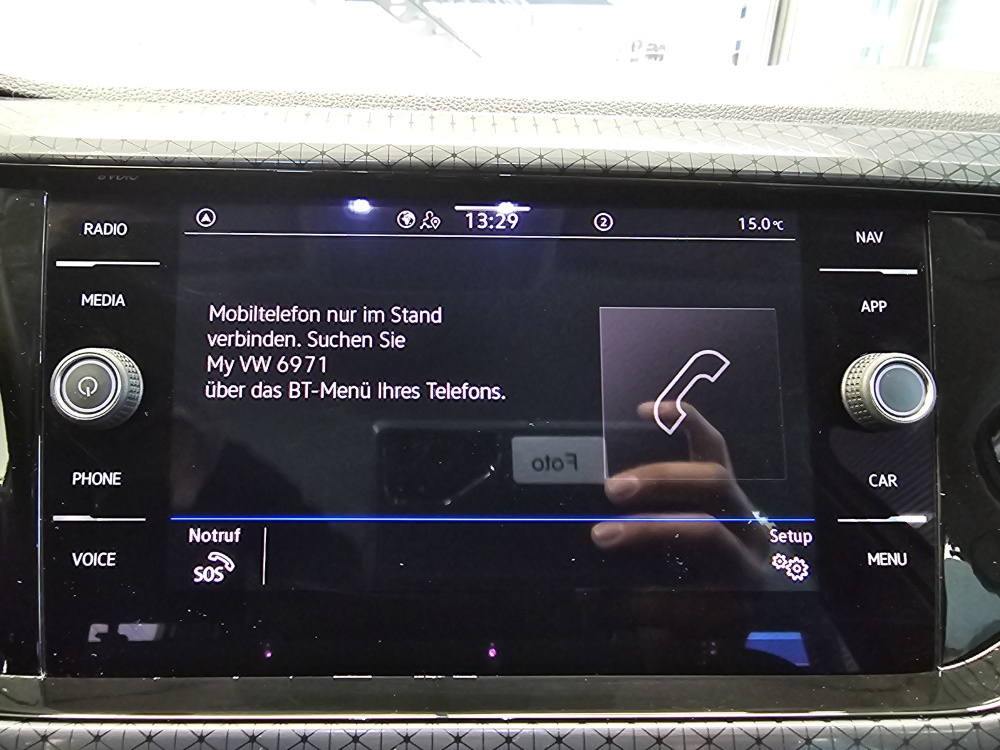 RADIO
MEDIA
PHONE
VOICE
13:29
2
15.0°C
Mobiltelefon nur im Stand
verbinden. Suchen Sie
My VW 6971
über das BT-Menü Ihres Telefons.
Foto
Notruf
SOS
Setup
NAV
APP
CAR
MENU